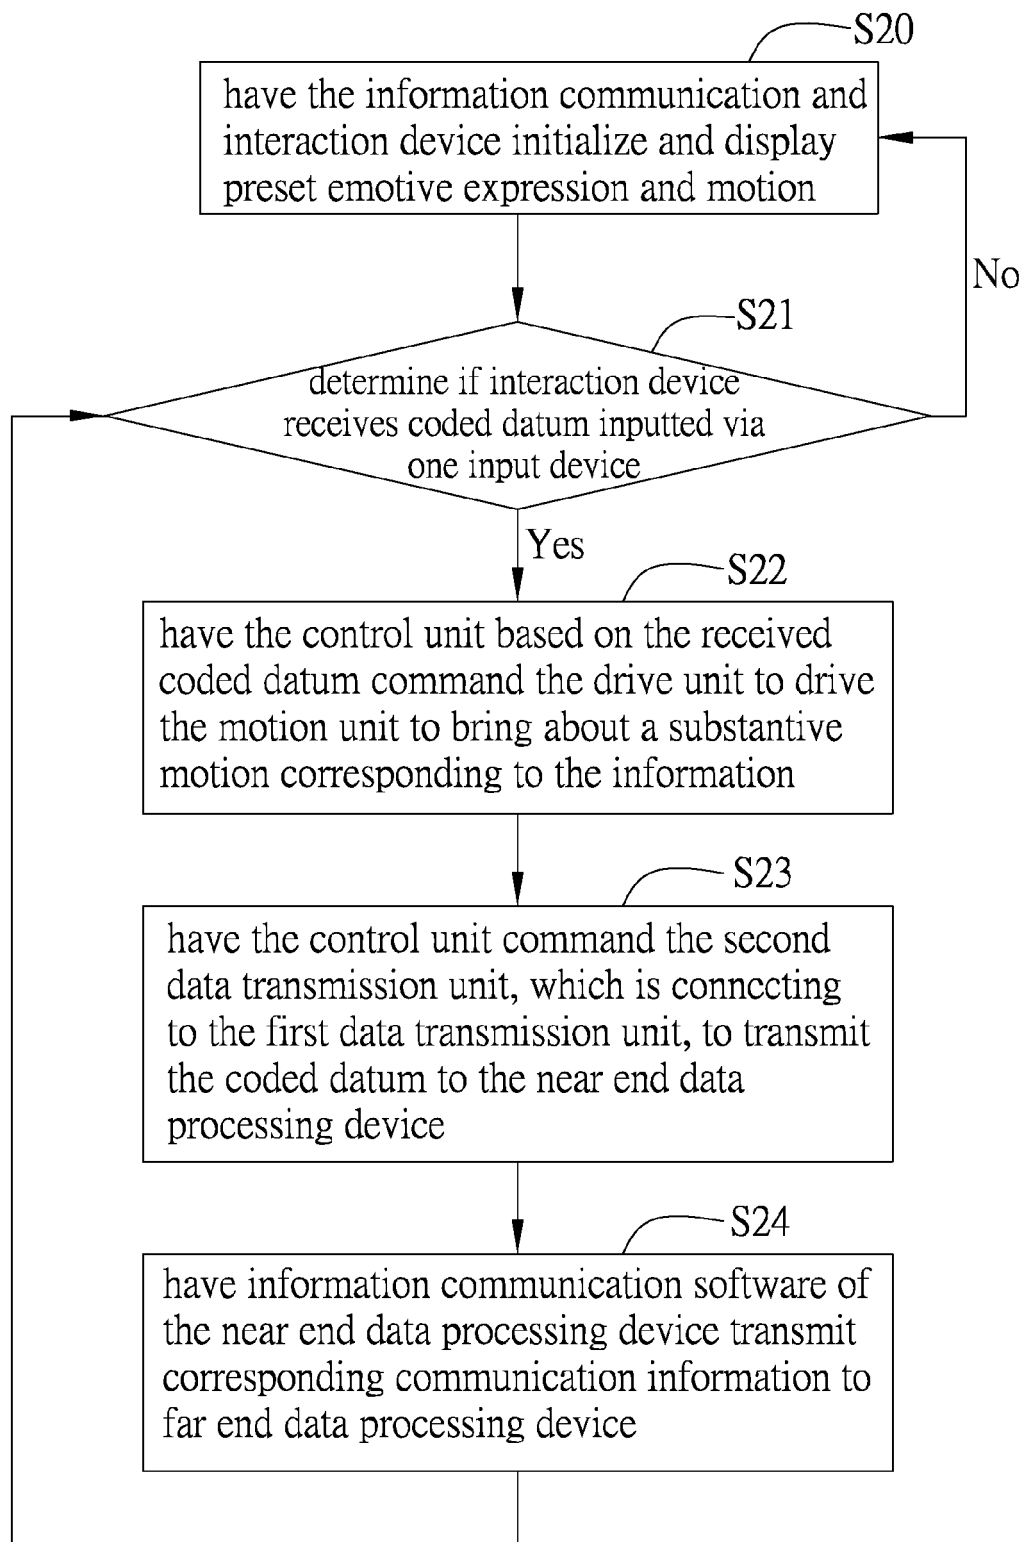 S20
have the information communication and
interaction device initialize and display
preset emotive expression and motion
No
S21
determine if interaction device
receives coded datum inputted via
one input device
Yes
S22
have the control unit based on the received
coded datum command the drive unit to drive
the motion unit to bring about a substantive
motion corresponding to the information
S23
have the control unit command the second
data transmission unit, which is connccting
to the first data transmission unit, to transmit
the coded datum to the near end data
processing device
S24
have information communication software of
the near end data processing device transmit
corresponding communication information to
far end data processing device